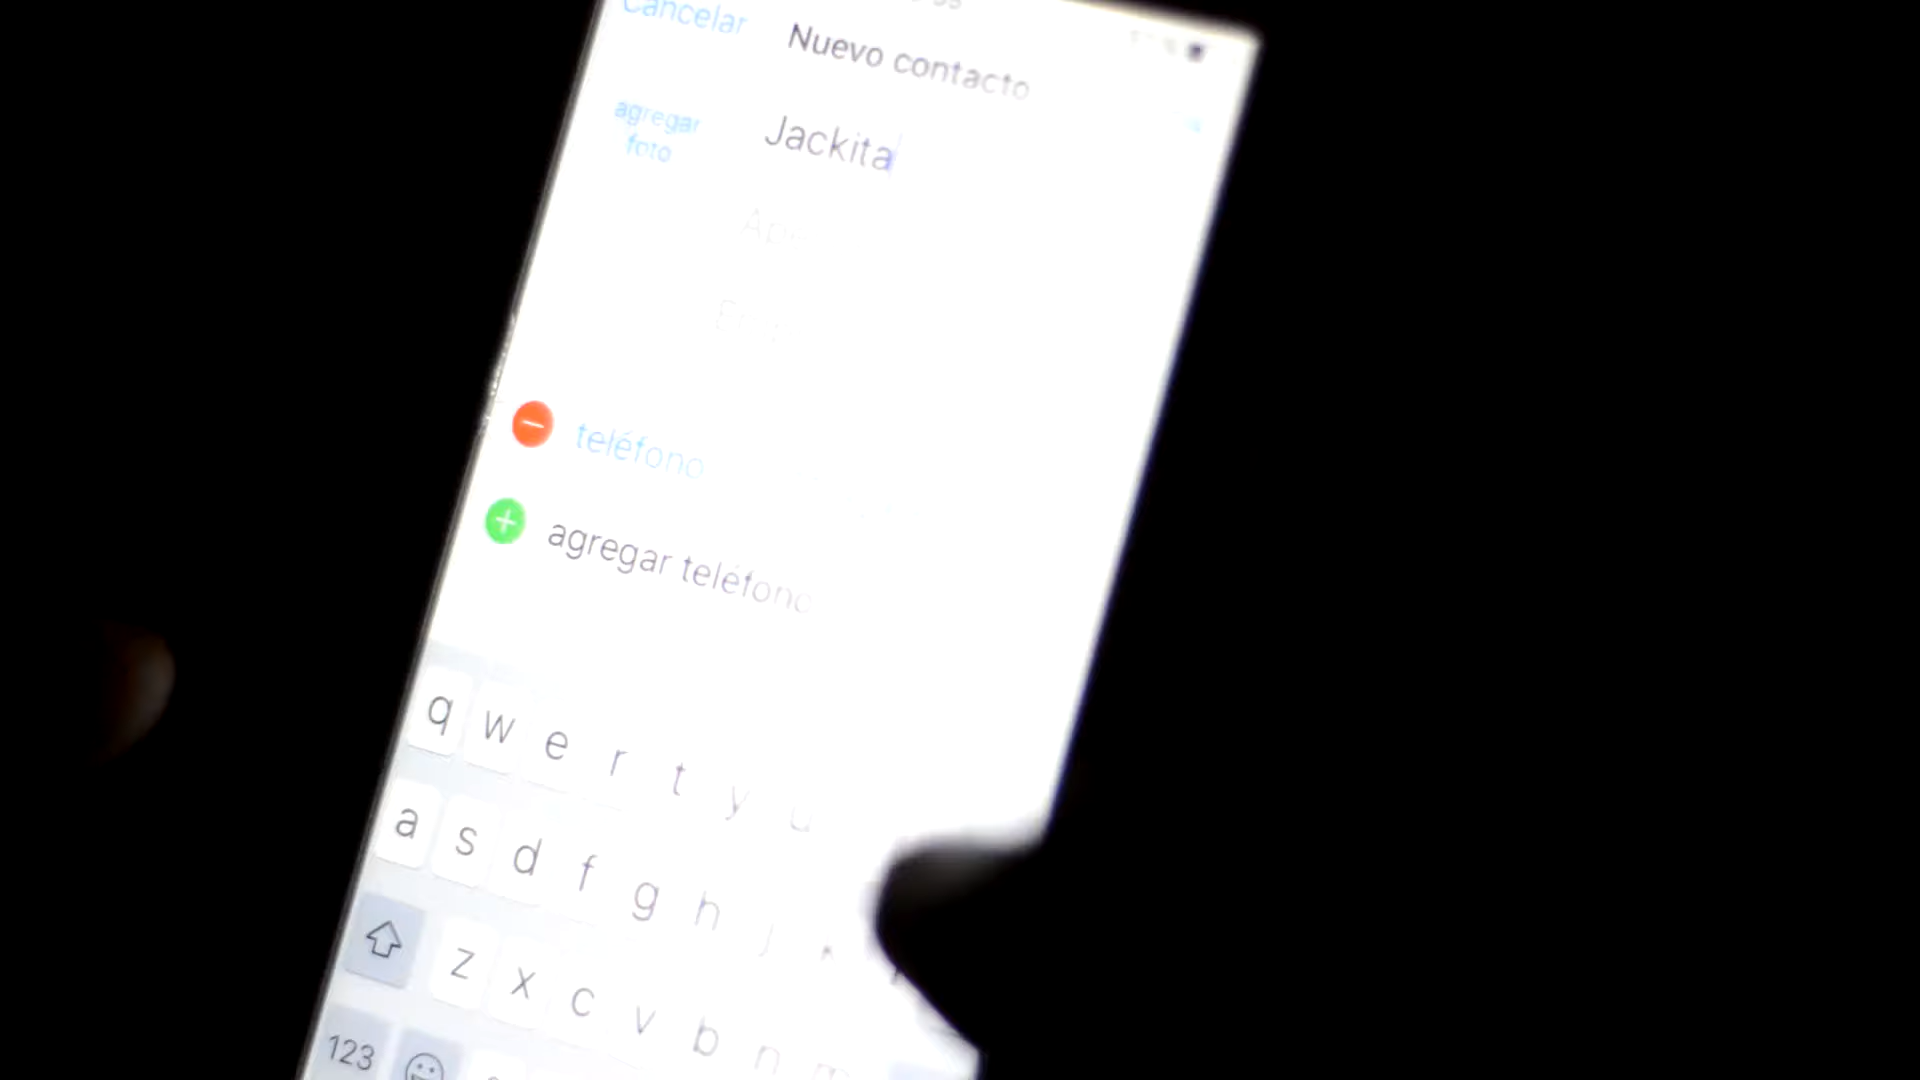 Cancelar
Nuevo contacto
agregar
foto
Jackita
teléfono
agregar teléfono
q w e r t y u
a s d f g h j
z x c v b n m
123